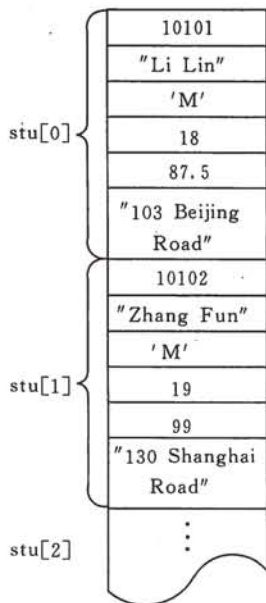 10101
"Li Lin"
'M'
stu[0]
18
87.5
"103 Beijing
Road"
10102
"Zhang Fun"
'M'
stu[1]
19
99
"130 Shanghai
Road"
stu[2]
⋮